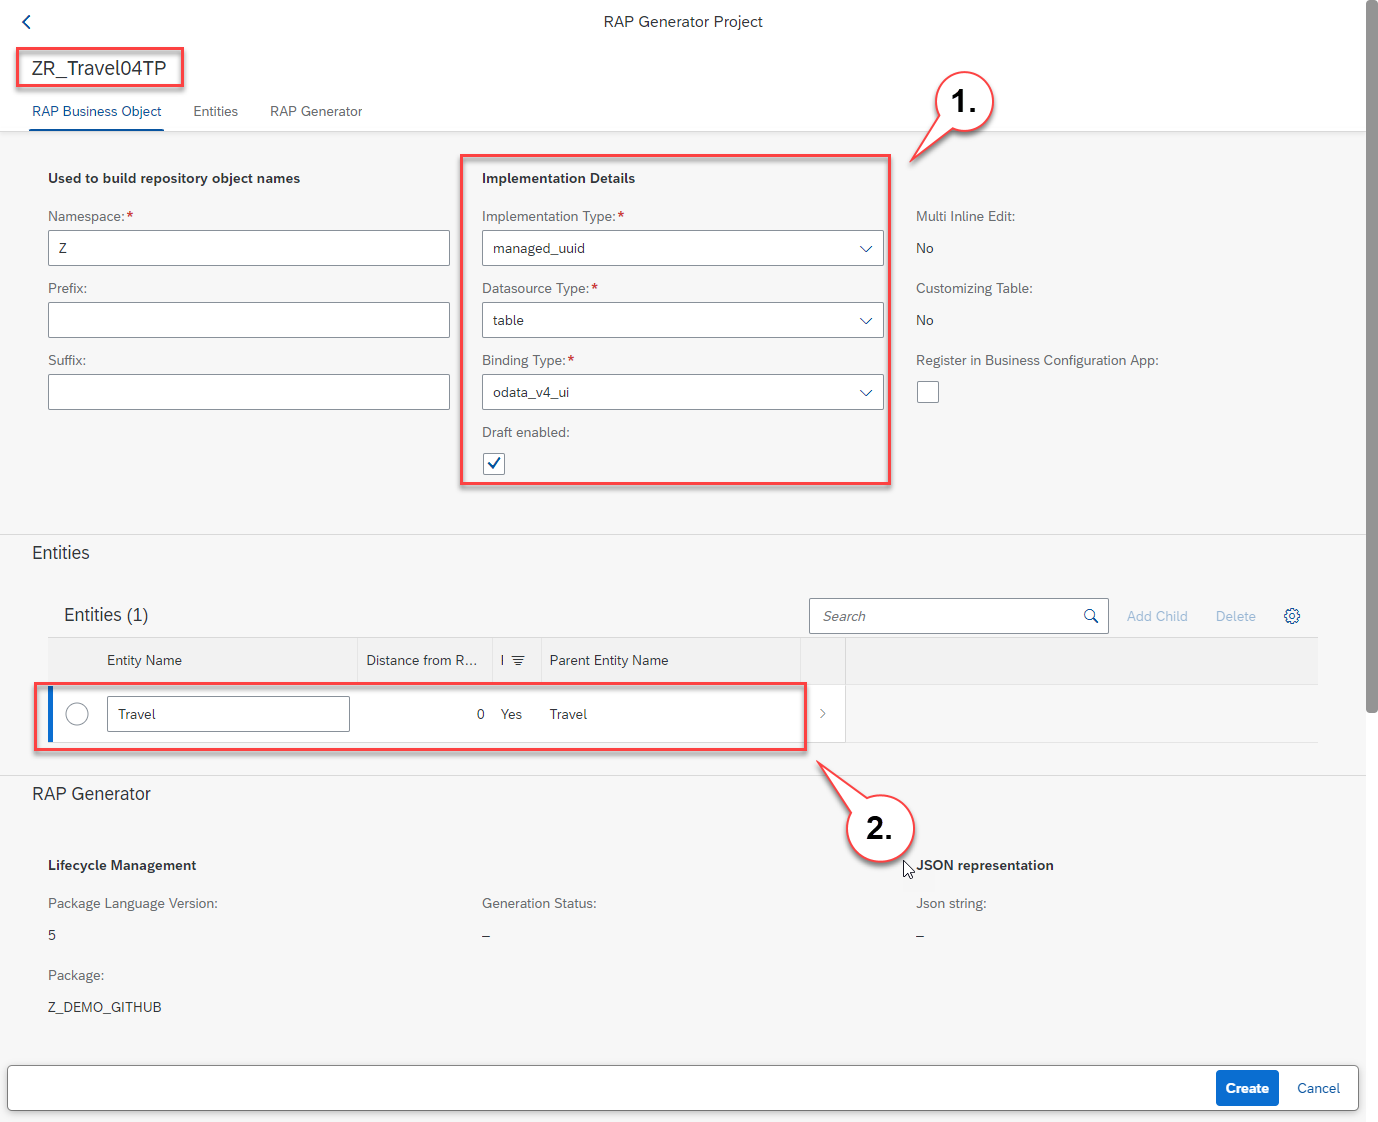 RAP Generator Project
ZR_Travel04TP
RAP Business Object Entities RAP Generator
1.
Used to build repository object names
Namespace:*
Z
Prefix:
Suffix:
Implementation Details
Implementation Type:*
managed_uuid
Datasource Type:*
table
Binding Type:*
odata_v4_ui
Draft enabled:
Multi Inline Edit:
No
Customizing Table:
No
Register in Business Configuration App:
Entities
Entities (1)
Search Add Child Delete
Entity Name Distance from R... I Parent Entity Name
Travel 0 Yes Travel
2.
RAP Generator
Lifecycle Management
Package Language Version:
5
Package:
Z_DEMO_GITHUB
Generation Status:
–
JSON representation
Json string:
–
Create Cancel